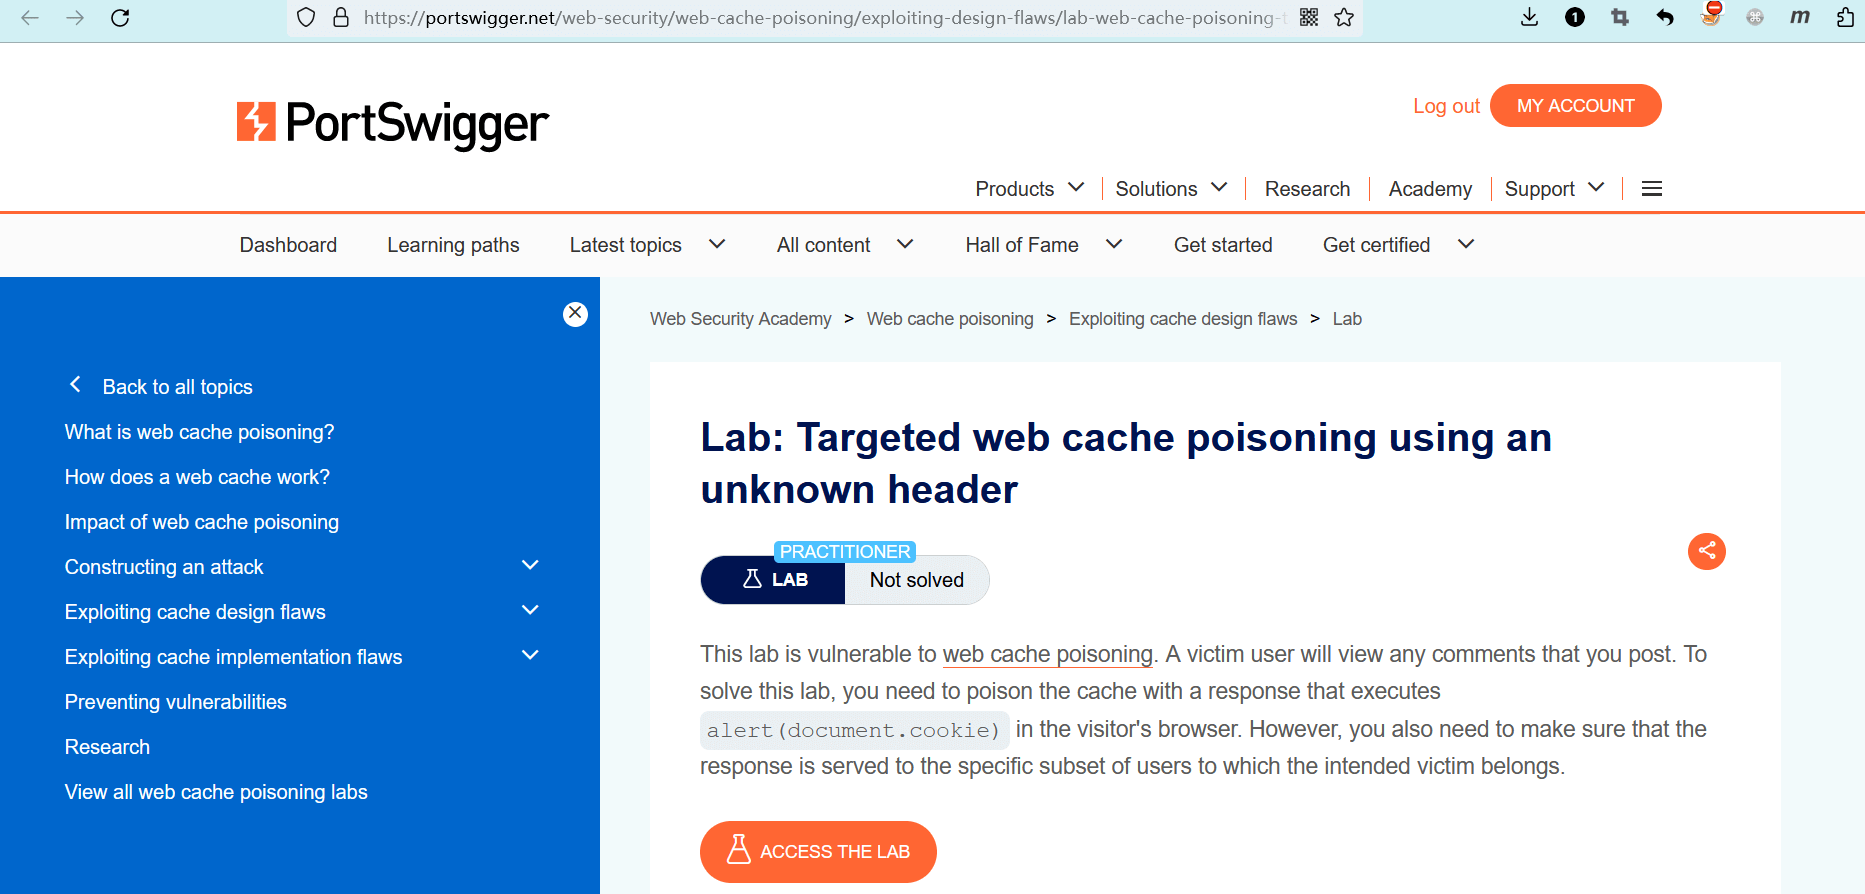 https://portswigger.net/web-security/web-cache-poisoning/exploiting-design-flaws/lab-web-cache-poisoning-t
1
m
PortSwigger
Log out
MY ACCOUNT
Products
Solutions
Research
Academy
Support
Dashboard
Learning paths
Latest topics
All content
Hall of Fame
Get started
Get certified
Back to all topics
What is web cache poisoning?
How does a web cache work?
Impact of web cache poisoning
Constructing an attack
Exploiting cache design flaws
Exploiting cache implementation flaws
Preventing vulnerabilities
Research
View all web cache poisoning labs
Web Security Academy > Web cache poisoning > Exploiting cache design flaws > Lab
Lab: Targeted web cache poisoning using an
unknown header
PRACTITIONER
LAB
Not solved
This lab is vulnerable to web cache poisoning. A victim user will view any comments that you post. To
solve this lab, you need to poison the cache with a response that executes
alert(document.cookie) in the visitor's browser. However, you also need to make sure that the
response is served to the specific subset of users to which the intended victim belongs.
ACCESS THE LAB